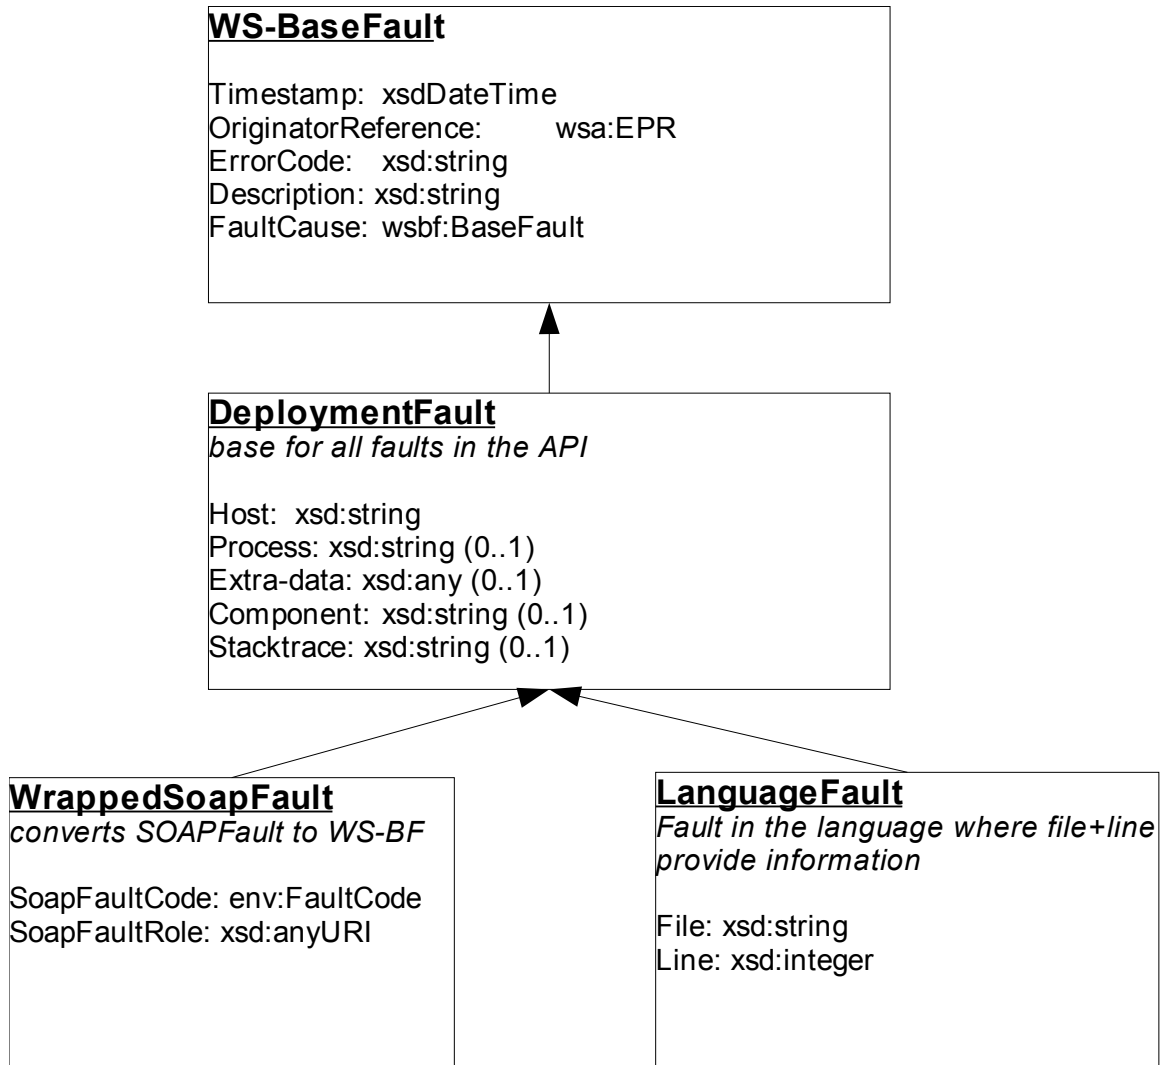 WS-BaseFault
Timestamp: xsdDateTime
OriginatorReference: wsa:EPR
ErrorCode: xsd:string
Description: xsd:string
FaultCause: wsbf:BaseFault
DeploymentFault
base for all faults in the API
Host: xsd:string
Process: xsd:string (0..1)
Extra-data: xsd:any (0..1)
Component: xsd:string (0..1)
Stacktrace: xsd:string (0..1)
WrappedSoapFault
converts SOAPFault to WS-BF
SoapFaultCode: env:FaultCode
SoapFaultRole: xsd:anyURI
LanguageFault
Fault in the language where file+line
provide information
File: xsd:string
Line: xsd:integer